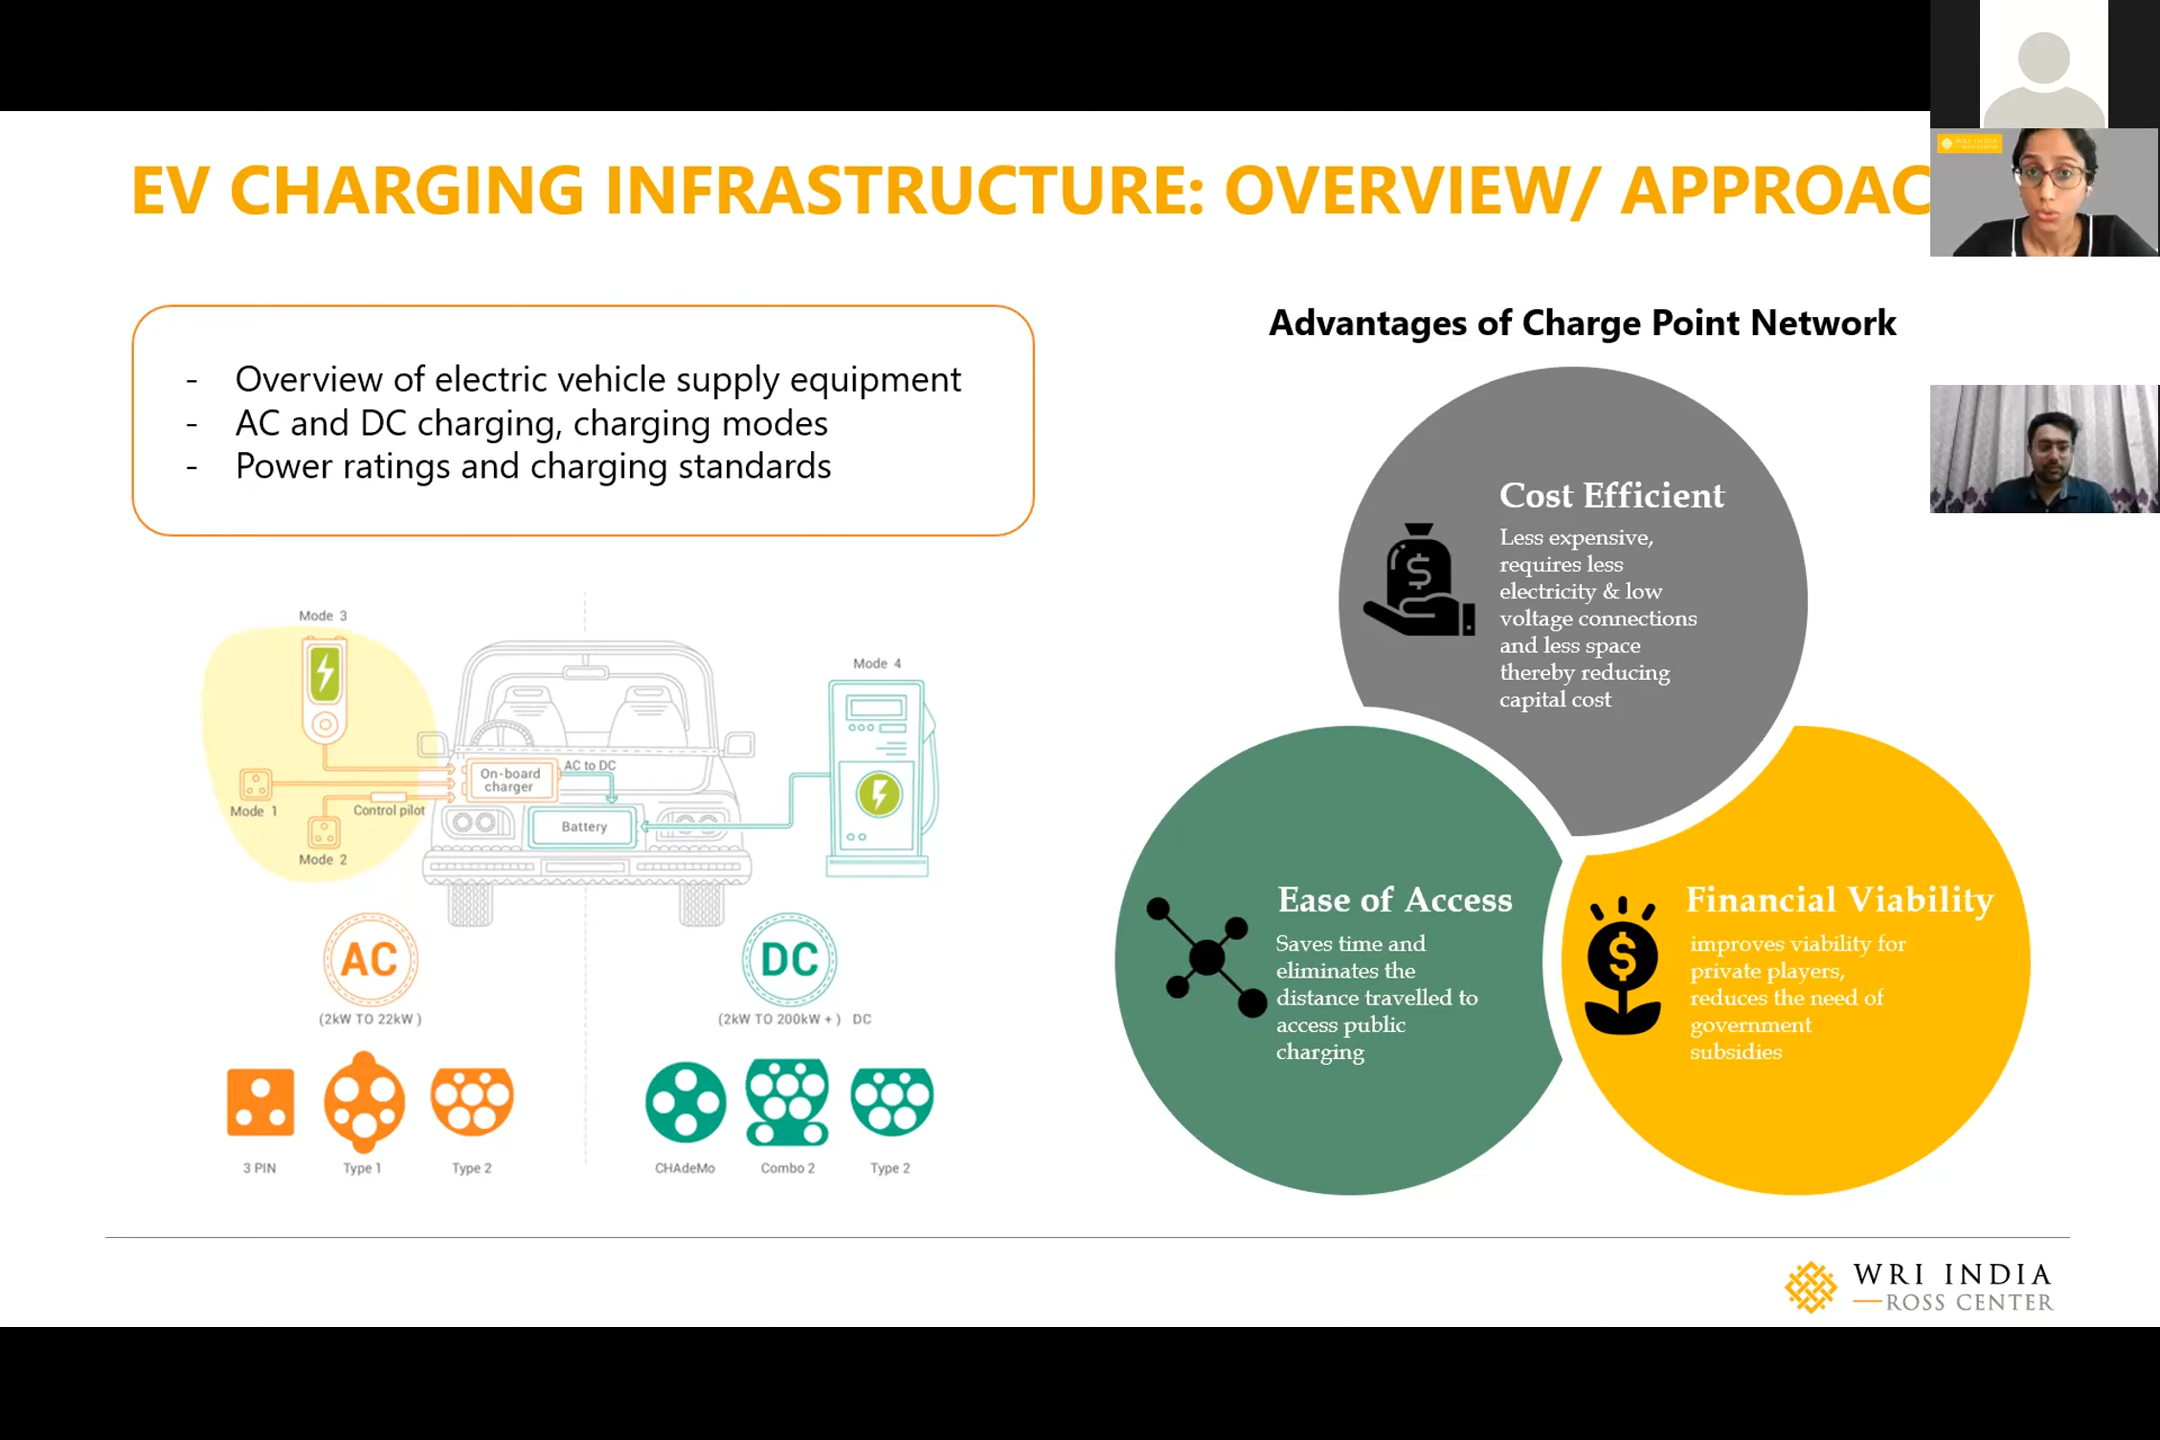 EV CHARGING INFRASTRUCTURE: OVERVIEW/ APPROAC
WRI INDIA
ROSS CENTER
- Overview of electric vehicle supply equipment
- AC and DC charging, charging modes
- Power ratings and charging standards
Mode 3
Mode 1
Control pilot
Mode 2
On-board
charger
AC to DC
Battery
Mode 4
AC
(2kW TO 22kW )
DC
(2kW TO 200kW + ) DC
3 PIN
Type 1
Type 2
CHAdeMo
Combo 2
Type 2
Advantages of Charge Point Network
Cost Efficient
Less expensive,
requires less
electricity & low
voltage connections
and less space
thereby reducing
capital cost
$
Ease of Access
Saves time and
eliminates the
distance travelled to
access public
charging
Financial Viability
improves viability for
private players,
reduces the need of
government
subsidies
$
WRI INDIA
ROSS CENTER